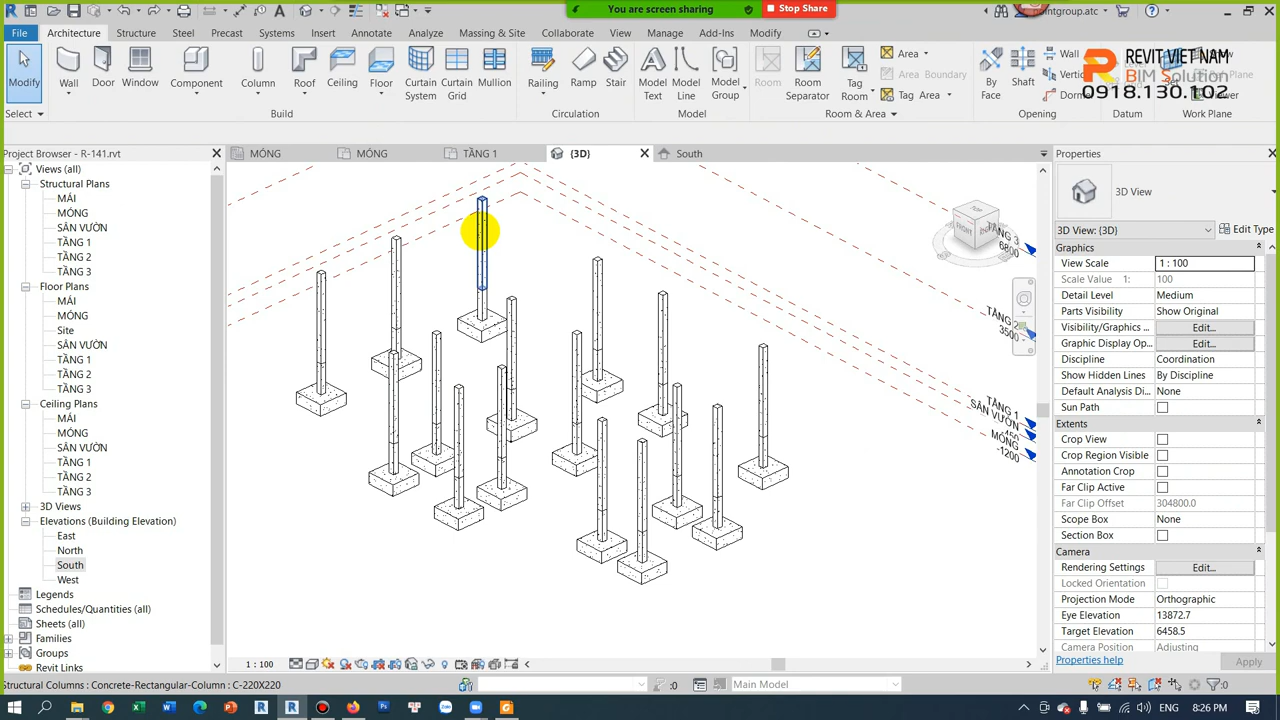 You are screen sharing
Stop Share
pointgroup.atc
File
Architecture
Structure
Steel
Precast
Systems
Insert
Annotate
Analyze
Massing & Site
Collaborate
View
Manage
Add-Ins
Modify
Modify
Wall
Door
Window
Component
Column
Roof
Ceiling
Floor
Curtain System
Curtain Grid
Mullion
Railing
Ramp
Stair
Model Text
Model Line
Model Group
Room
Room Separator
Tag Room
Area
Area Boundary
Tag Area
By Face
Shaft
Wall
REVIT VIET NAM
BIM Solution
0918.130.102
Select
Build
Circulation
Model
Room & Area
Opening
Datum
Work Plane
Project Browser - R-141.rvt
MÓNG
MÓNG
TẦNG 1
{3D}
South
Properties
Views (all)
Structural Plans
MÁI
MÓNG
SÂN VƯỜN
TẦNG 1
TẦNG 2
TẦNG 3
Floor Plans
MÁI
MÓNG
Site
SÂN VƯỜN
TẦNG 1
TẦNG 2
TẦNG 3
Ceiling Plans
MÁI
MÓNG
SÂN VƯỜN
TẦNG 1
TẦNG 2
TẦNG 3
3D Views
Elevations (Building Elevation)
East
North
South
West
Legends
Schedules/Quantities (all)
Sheets (all)
Families
Groups
Revit Links
TOP
FRONT
TẦNG 3
6800
TẦNG 2
3500
TẦNG 1
SÂN VƯỜN
MÓNG
-1200
3D View
3D View: {3D}
Edit Type
Graphics
View Scale 1 : 100
Scale Value 1: 100
Detail Level Medium
Parts Visibility Show Original
Visibility/Graphics ... Edit...
Graphic Display Op... Edit...
Discipline Coordination
Show Hidden Lines By Discipline
Default Analysis Di... None
Sun Path
Extents
Crop View
Crop Region Visible
Annotation Crop
Far Clip Active
Far Clip Offset 304800.0
Scope Box None
Section Box
Camera
Rendering Settings Edit...
Locked Orientation
Projection Mode Orthographic
Eye Elevation 13872.7
Target Elevation 6458.5
Camera Position Adjusting
Properties help
Apply
1 : 100
Structural Columns : Concrete-Rectangular-Column : C-220X220
:0
Main Model
:0
ENG
8:26 PM